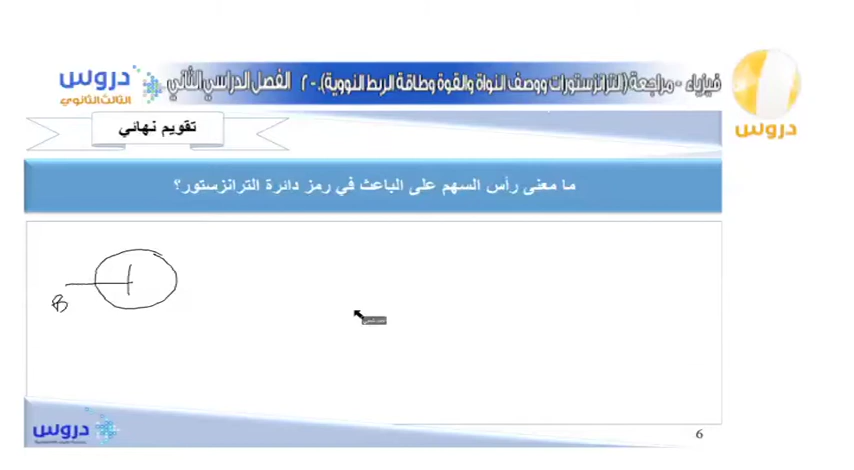 فيزياء - مراجعة (الترانزستورات ووصف النواة والقوة وطاقة الربط النووية). - ٢ الفصل الدراسي الثاني
دروس
الثالث الثانوي
دروس
تقويم نهائي
ما معنى رأس السهم على الباعث في رمز دائرة الترانزستور؟
B
دروس
6